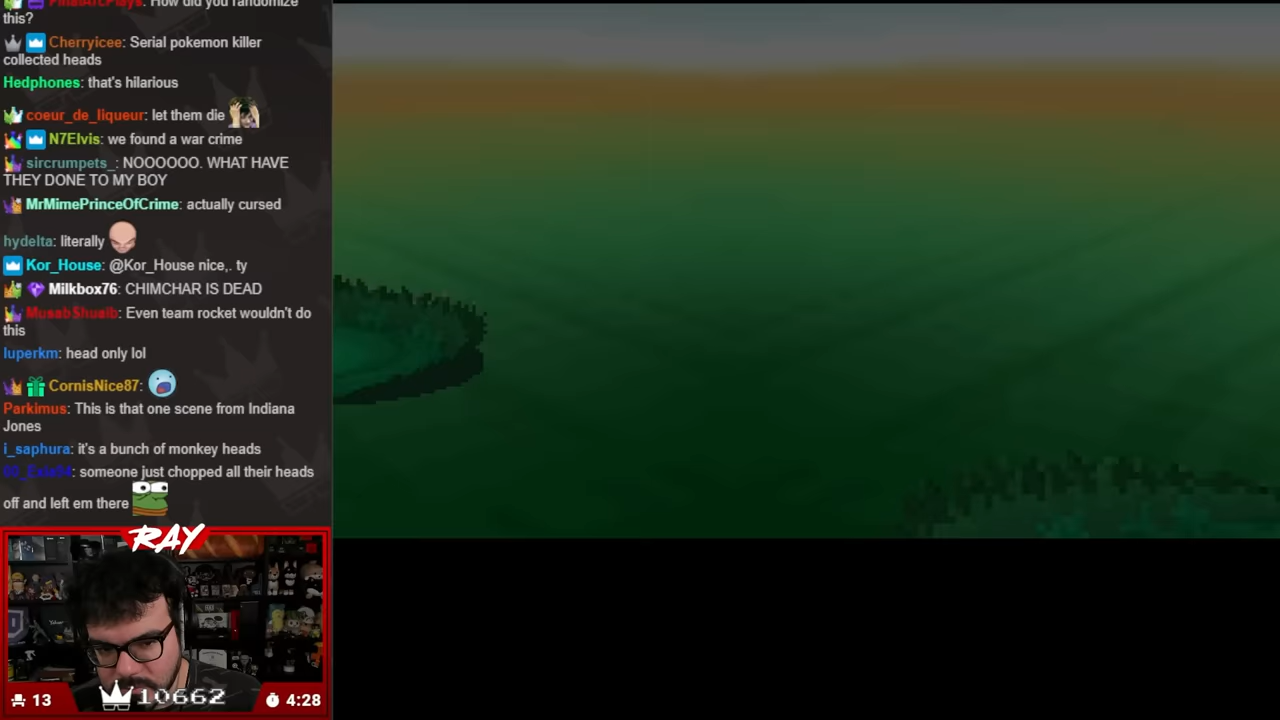 this?
Cherryicee: Serial pokemon killer
collected heads
Hedphones: that's hilarious
coeur_de_liqueur: let them die
N7Elvis: we found a war crime
sircrumpets_: NOOOOOO. WHAT HAVE
THEY DONE TO MY BOY
MrMimePrinceOfCrime: actually cursed
hydelta: literally
Kor_House: @Kor_House nice,. ty
Milkbox76: CHIMCHAR IS DEAD
MusabShuaib: Even team rocket wouldn't do
this
luperkm: head only lol
CornisNice87:
Parkimus: This is that one scene from Indiana
Jones
i_saphura: it's a bunch of monkey heads
someone just chopped all their heads
off and left em there
RAY
13
10662
4:28